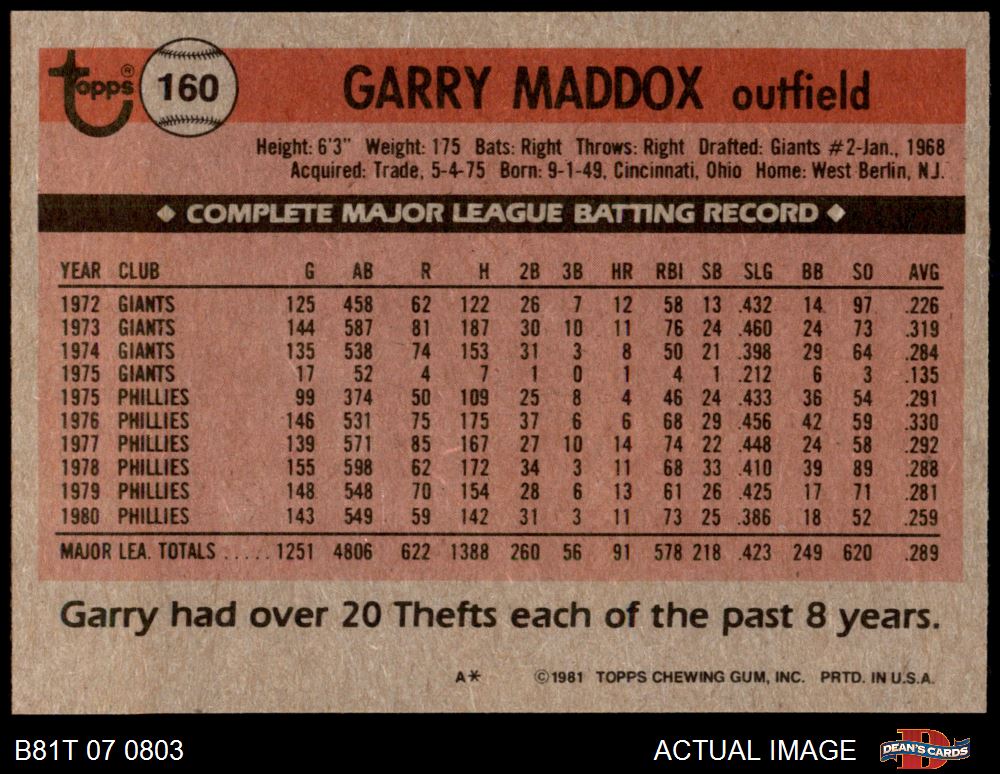 Topps® 160 GARRY MADDOX outfield
Height: 6'3" Weight: 175 Bats: Right Throws: Right Drafted: Giants #2-Jan., 1968
Acquired: Trade, 5-4-75 Born: 9-1-49, Cincinnati, Ohio Home: West Berlin, N.J.
COMPLETE MAJOR LEAGUE BATTING RECORD
YEAR CLUB G AB R H 2B 3B HR RBI SB SLG BB SO AVG
1972 GIANTS 125 458 62 122 26 7 12 58 13 .432 14 97 .226
1973 GIANTS 144 587 81 187 30 10 11 76 24 .460 24 73 .319
1974 GIANTS 135 538 74 153 31 3 8 50 21 .398 29 64 .284
1975 GIANTS 17 52 4 7 1 0 1 4 1 .212 6 3 .135
1975 PHILLIES 99 374 50 109 25 8 4 46 24 .433 36 54 .291
1976 PHILLIES 146 531 75 175 37 6 6 68 29 .456 42 59 .330
1977 PHILLIES 139 571 85 167 27 10 14 74 22 .448 24 58 .292
1978 PHILLIES 155 598 62 172 34 3 11 68 33 .410 39 89 .288
1979 PHILLIES 148 548 70 154 28 6 13 61 26 .425 17 71 .281
1980 PHILLIES 143 549 59 142 31 3 11 73 25 .386 18 52 .259
MAJOR LEA. TOTALS ..... 1251 4806 622 1388 260 56 91 578 218 .423 249 620 .289
Garry had over 20 Thefts each of the past 8 years.
A* ©1981 TOPPS CHEWING GUM, INC. PRTD. IN U.S.A.
B81T 07 0803 ACTUAL IMAGE DEAN'S CARDS